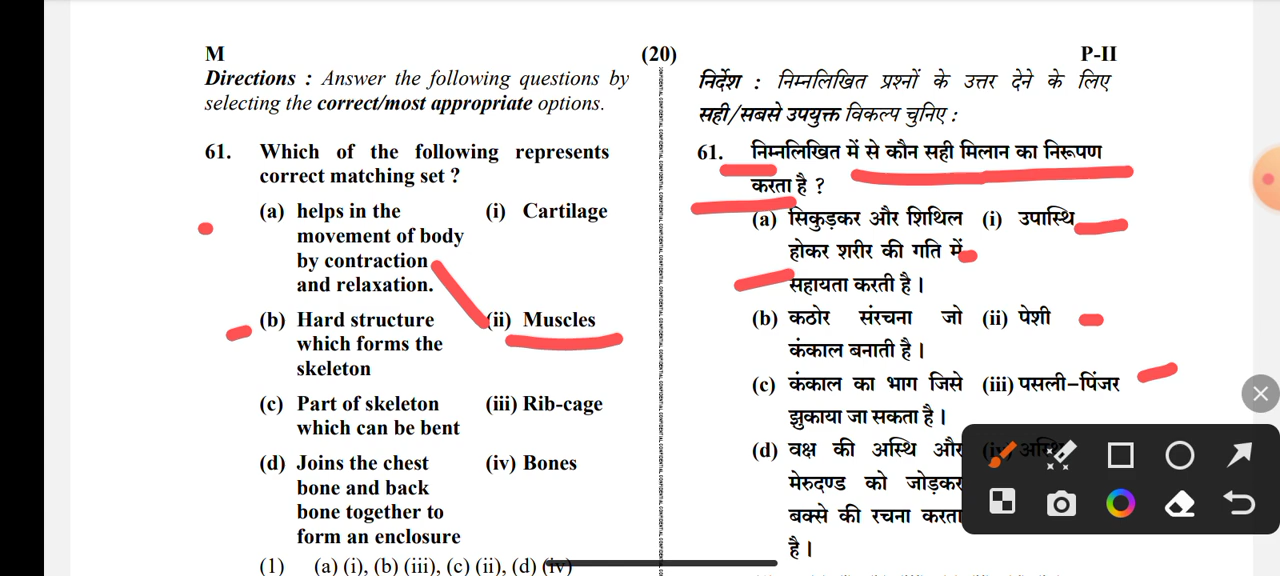 M
(20)
P-II
Directions : Answer the following questions by
selecting the correct/most appropriate options.
61. Which of the following represents
correct matching set ?
(a) helps in the (i) Cartilage
movement of body
by contraction
and relaxation.
(b) Hard structure (ii) Muscles
which forms the
skeleton
(c) Part of skeleton (iii) Rib-cage
which can be bent
(d) Joins the chest (iv) Bones
bone and back
bone together to
form an enclosure
(1) (a) (i), (b) (iii), (c) (ii), (d) (iv)
निर्देश : निम्नलिखित प्रश्नों के उत्तर देने के लिए
सही/सबसे उपयुक्त विकल्प चुनिए :
61. निम्नलिखित में से कौन सही मिलान का निरूपण
करता है ?
(a) सिकुड़कर और शिथिल (i) उपास्थि
होकर शरीर की गति में
सहायता करती है।
(b) कठोर संरचना जो (ii) पेशी
कंकाल बनाती है।
(c) कंकाल का भाग जिसे (iii) पसली-पिंजर
झुकाया जा सकता है।
(d) वक्ष की अस्थि और (iv)
मेरुदण्ड को जोड़कर
बक्से की रचना करता
है।